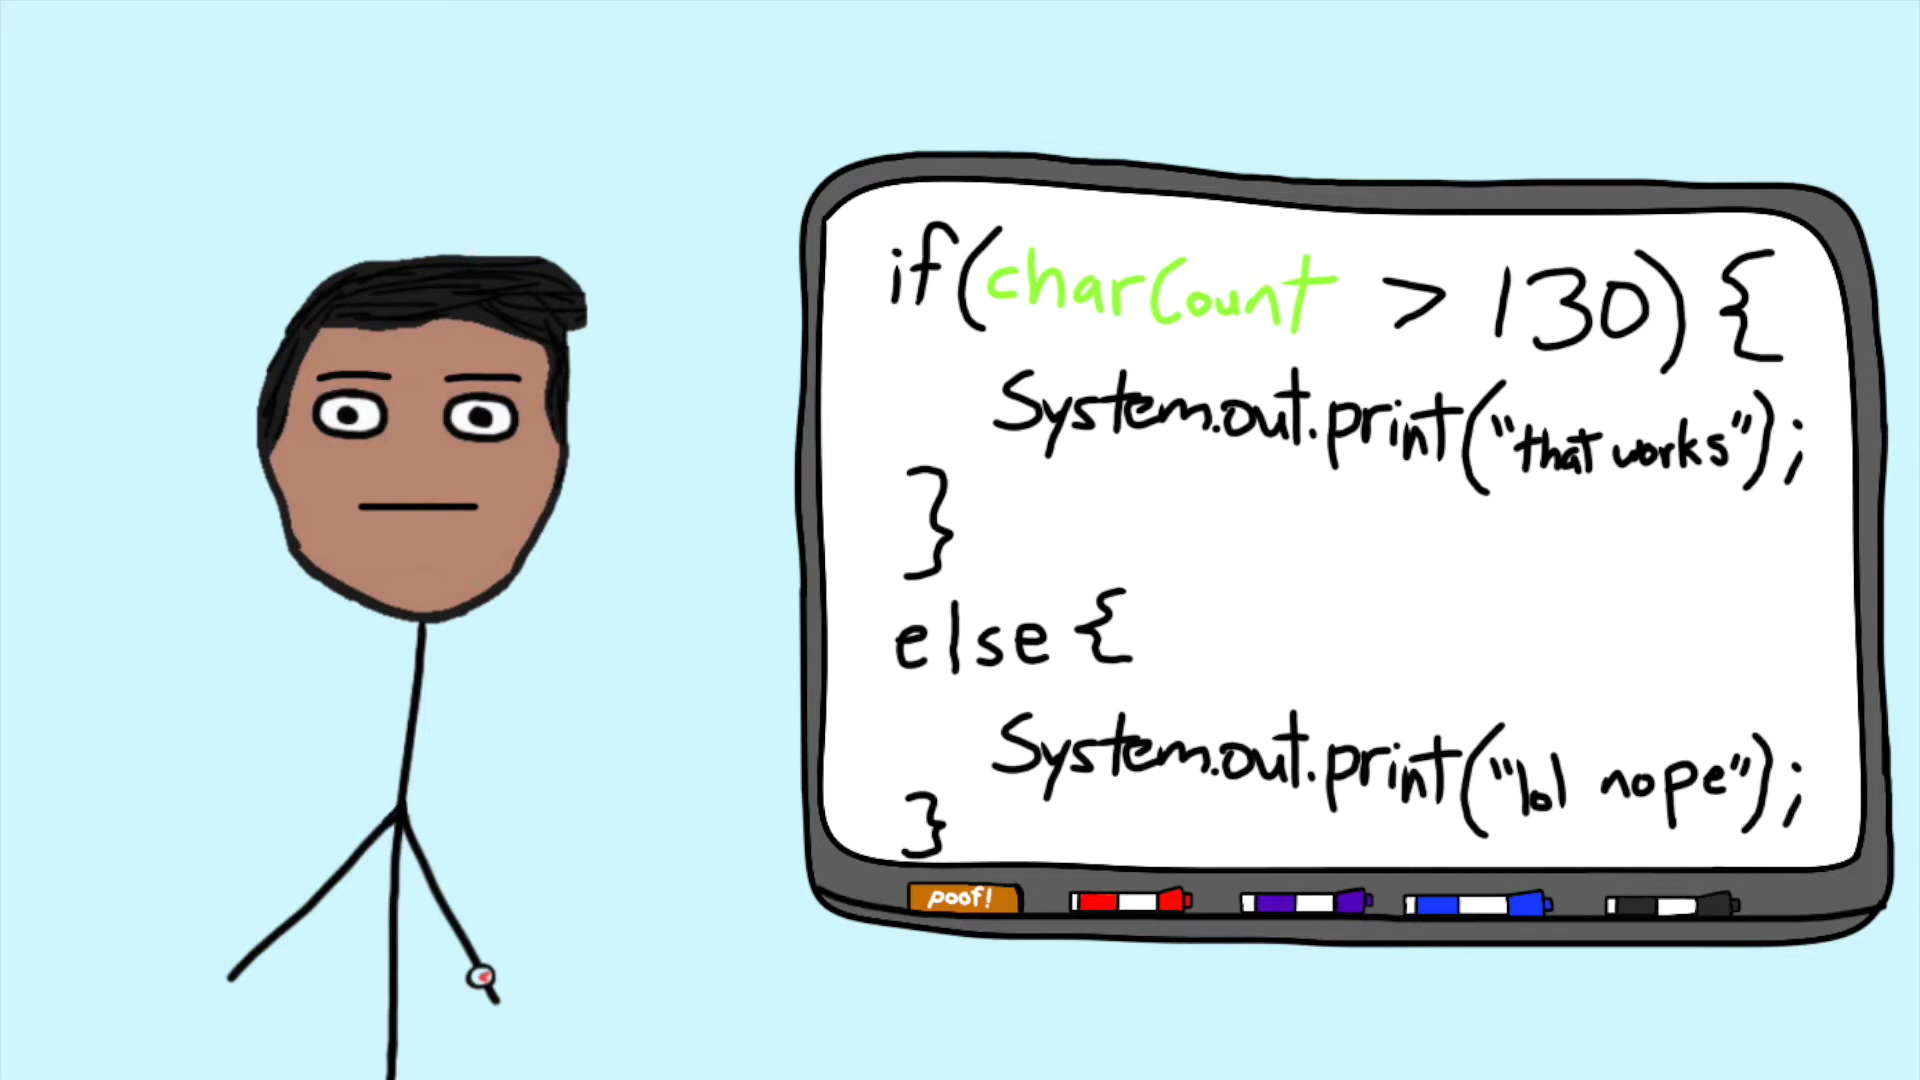 if(charCount > 130) {
System.out.print("that works");
}
else {
System.out.print("lol nope");
}
poof!